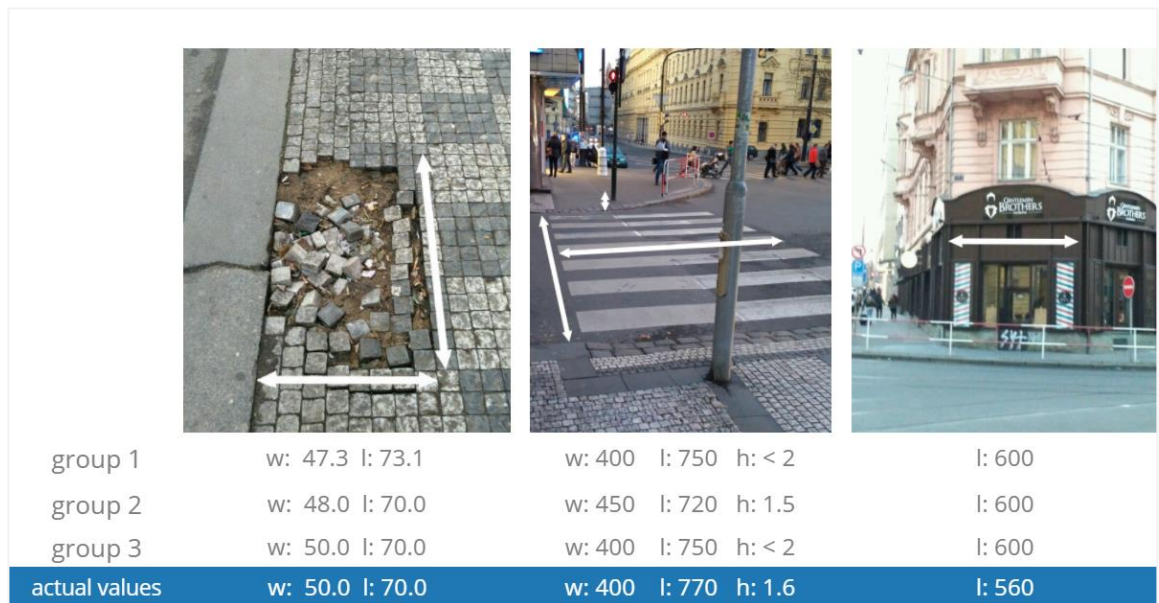 GENTLEMEN
BROTHERS
BROTHERS
P
group 1 w: 47.3 l: 73.1 w: 400 l: 750 h: < 2 l: 600
group 2 w: 48.0 l: 70.0 w: 450 l: 720 h: 1.5 l: 600
group 3 w: 50.0 l: 70.0 w: 400 l: 750 h: < 2 l: 600
actual values w: 50.0 l: 70.0 w: 400 l: 770 h: 1.6 l: 560